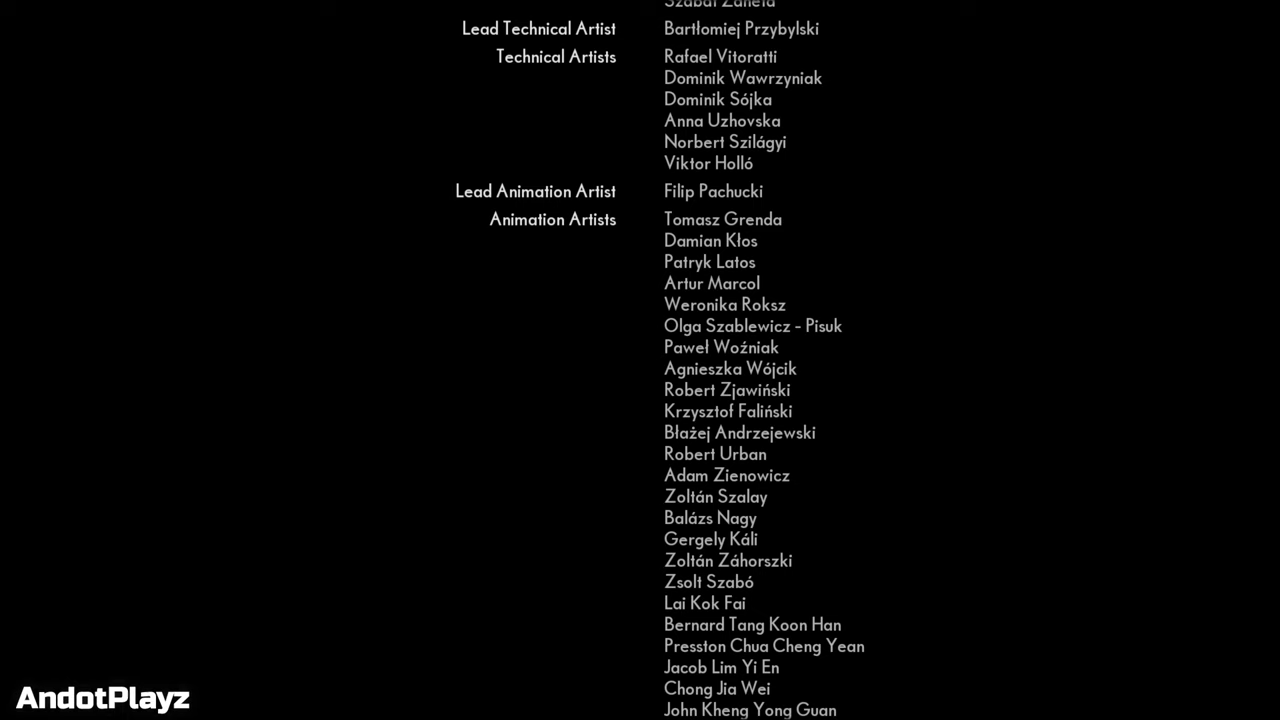 Szabat Żaneta
Lead Technical Artist Bartłomiej Przybylski
Technical Artists Rafael Vitoratti
Dominik Wawrzyniak
Dominik Sójka
Anna Uzhovska
Norbert Szilágyi
Viktor Holló
Lead Animation Artist Filip Pachucki
Animation Artists Tomasz Grenda
Damian Kłos
Patryk Latos
Artur Marcol
Weronika Roksz
Olga Szablewicz - Pisuk
Paweł Woźniak
Agnieszka Wójcik
Robert Zjawiński
Krzysztof Faliński
Błażej Andrzejewski
Robert Urban
Adam Zienowicz
Zoltán Szalay
Balázs Nagy
Gergely Káli
Zoltán Záhorszki
Zsolt Szabó
Lai Kok Fai
Bernard Tang Koon Han
Presston Chua Cheng Yean
Jacob Lim Yi En
Chong Jia Wei
John Kheng Yong Guan
AndotPlayz